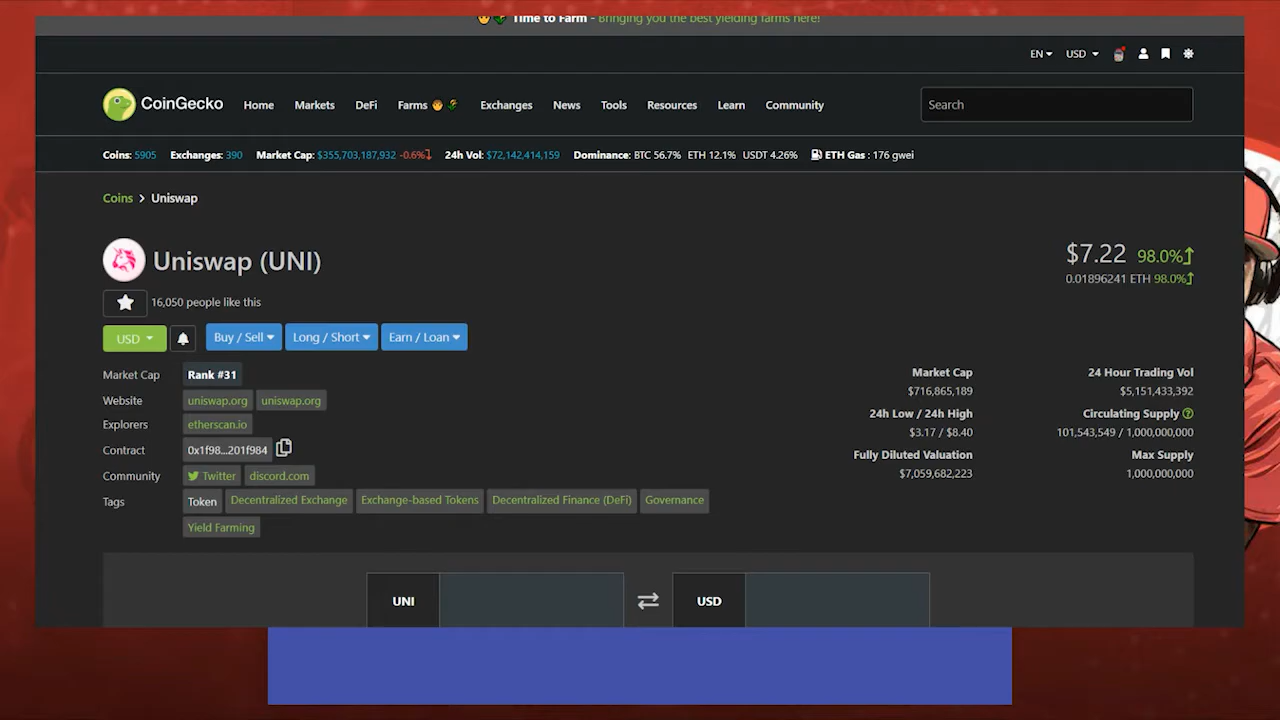 Time to Farm - Bringing you the best yielding farms here!
EN USD
CoinGecko Home Markets DeFi Farms Exchanges News Tools Resources Learn Community Search
Coins: 5905 Exchanges: 390 Market Cap: $355,703,187,932 -0.6% 24h Vol: $72,142,414,159 Dominance: BTC 56.7% ETH 12.1% USDT 4.26% ETH Gas : 176 gwei
Coins > Uniswap
Uniswap (UNI)
$7.22 98.0%
0.01896241 ETH 98.0%
16,050 people like this
USD Buy / Sell Long / Short Earn / Loan
Market Cap Rank #31
Website uniswap.org uniswap.org
Explorers etherscan.io
Contract 0x1f98...201f984
Community Twitter discord.com
Tags Token Decentralized Exchange Exchange-based Tokens Decentralized Finance (DeFi) Governance
Yield Farming
Market Cap
$716,865,189
24h Low / 24h High
$3.17 / $8.40
Fully Diluted Valuation
$7,059,682,223
24 Hour Trading Vol
$5,151,433,392
Circulating Supply
101,543,549 / 1,000,000,000
Max Supply
1,000,000,000
UNI USD